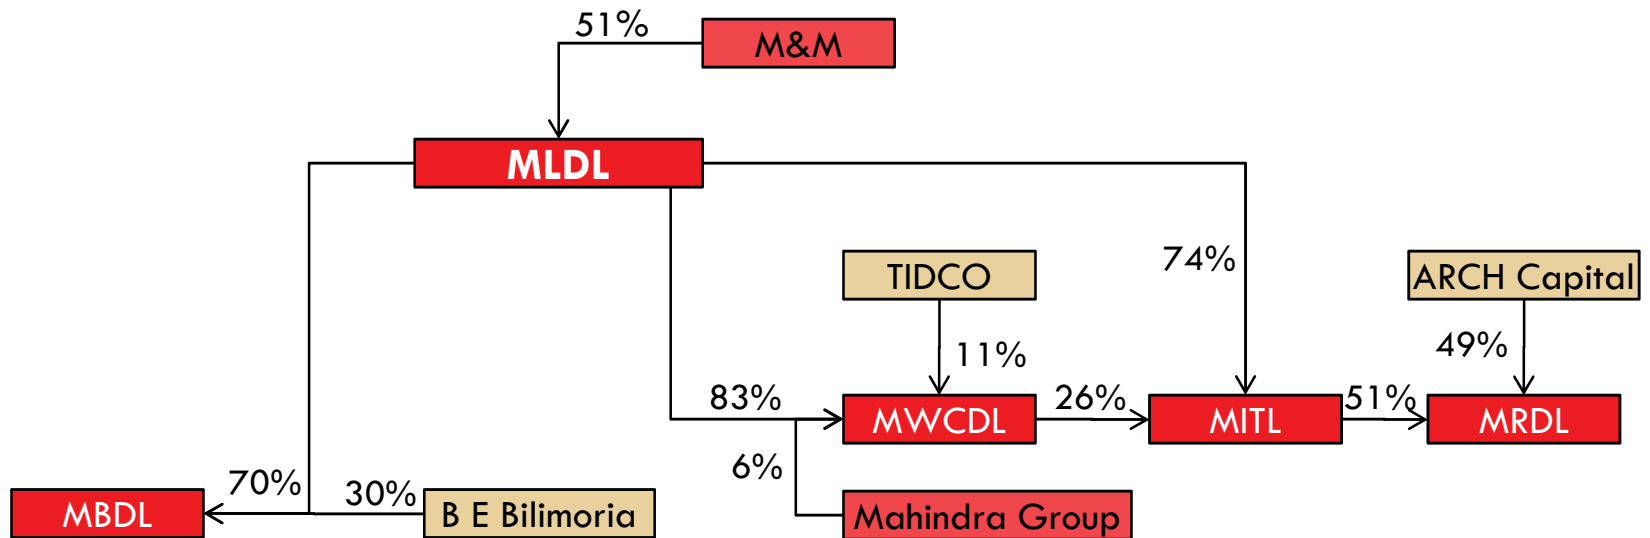 51%
M&M
MLDL
TIDCO
74%
ARCH Capital
11%
49%
83%
MWCDL
26%
MITL
51%
MRDL
6%
70%
30%
MBDL
B E Bilimoria
Mahindra Group